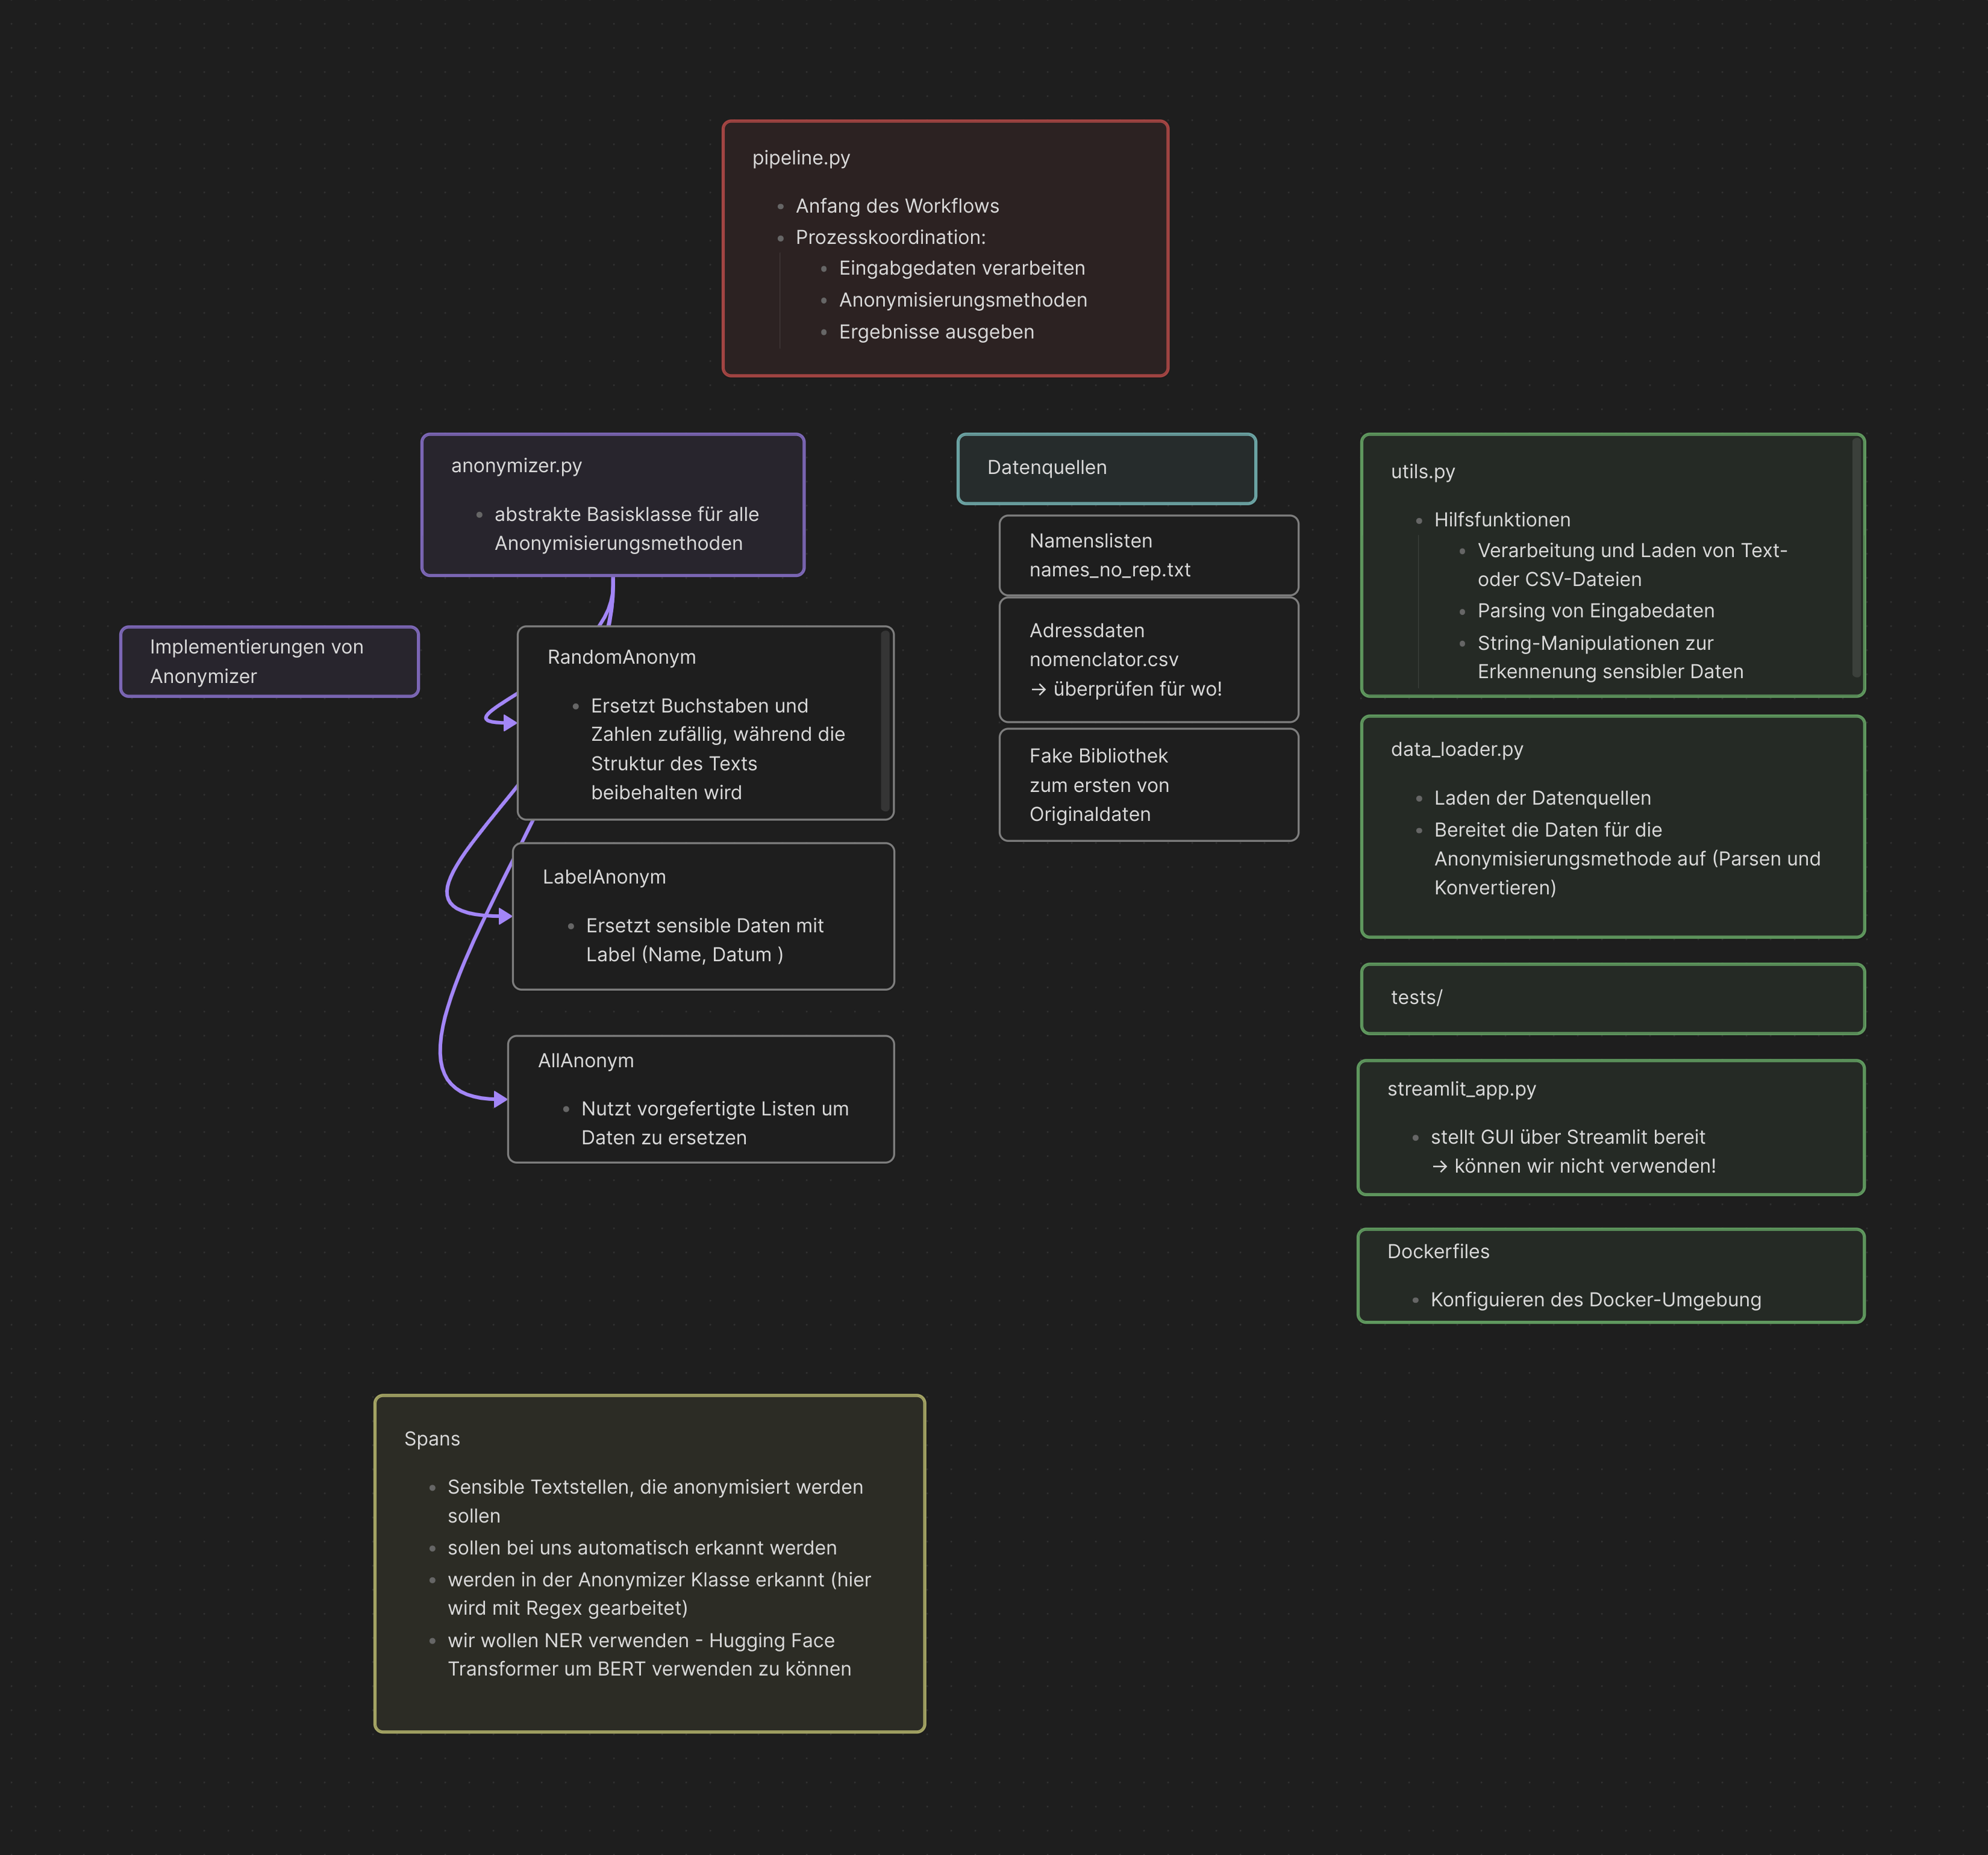 pipeline.py
Anfang des Workflows
Prozesskoordination:
Eingabgedaten verarbeiten
Anonymisierungsmethoden
Ergebnisse ausgeben
anonymizer.py
abstrakte Basisklasse für alle
Anonymisierungsmethoden
Implementierungen von
Anonymizer
RandomAnonym
Ersetzt Buchstaben und
Zahlen zufällig, während die
Struktur des Texts
beibehalten wird
LabelAnonym
Ersetzt sensible Daten mit
Label (Name, Datum )
AllAnonym
Nutzt vorgefertigte Listen um
Daten zu ersetzen
Datenquellen
Namenslisten
names_no_rep.txt
Adressdaten
nomenclator.csv
→ überprüfen für wo!
Fake Bibliothek
zum ersten von
Originaldaten
utils.py
Hilfsfunktionen
Verarbeitung und Laden von Text-
oder CSV-Dateien
Parsing von Eingabedaten
String-Manipulationen zur
Erkennenung sensibler Daten
data_loader.py
Laden der Datenquellen
Bereitet die Daten für die
Anonymisierungsmethode auf (Parsen und
Konvertieren)
tests/
streamlit_app.py
stellt GUI über Streamlit bereit
→ können wir nicht verwenden!
Dockerfiles
Konfiguieren des Docker-Umgebung
Spans
Sensible Textstellen, die anonymisiert werden
sollen
sollen bei uns automatisch erkannt werden
werden in der Anonymizer Klasse erkannt (hier
wird mit Regex gearbeitet)
wir wollen NER verwenden - Hugging Face
Transformer um BERT verwenden zu können